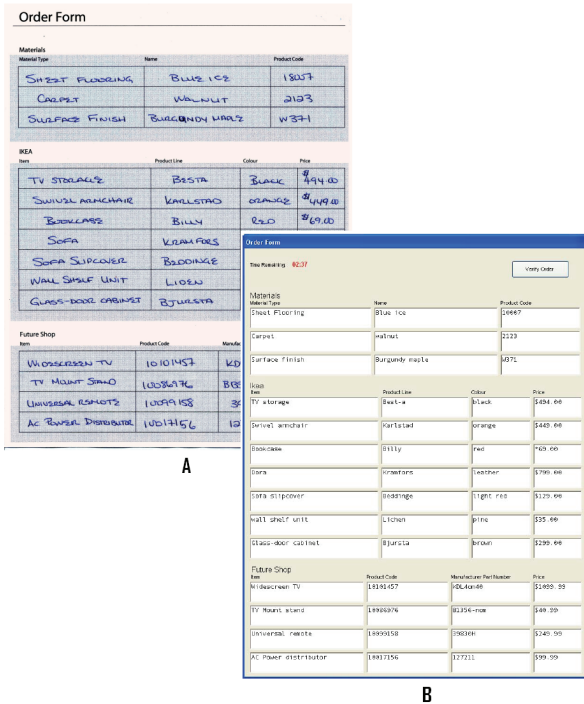 Order Form
Materials
Material Type Name Product Code
SHEET FLOORING BLUE ICE
CARPET WALNUT 2123
SURFACE FINISH BURGUNDY MAPLE W371
IKEA
Item Product Line Colour Price
TV STORAGE BESTA BLACK $494.00
SWIVEL ARMCHAIR KARLSTAD ORANGE $449.00
BOOKCASE BILLY RED $69.00
SOFA KRAMFORS
SOFA SLIPCOVER BEDDINGE
WALL SHELF UNIT LIDEN
GLASS-DOOR CABINET BJURSTA
Future Shop
Item Product Code Manufa
WIDESCREEN TV 10101457 KD
TV MOUNT STAND 10086976
UNIVERSAL REMOTE 10099158
AC POWER DISTRIBUTOR 10017156 12
A
Order Form
Time Remaining 02:37 Verify Order
Materials
Material Type Name Product Code
Sheet Flooring Blue ice 10007
Carpet walnut 2123
Surface finish Burgundy maple W371
Ikea
Item Product Line Colour Price
TV storage Best-a black $494.00
Swivel armchair Karlstad orange $449.00
Bookcase Billy red *69.00
Kramfors leather $799.00
Sofa slipcover Beddinge light red $129.00
wall shelf unit Lichen pine $35.00
Glass-door cabinet Bjursta brown $299.00
Future Shop
Item Product Code Manufacturer Part Number Price
Widescreen TV 10101457 KDL4on40 $1099.99
TV Mount stand 10086976 $40.99
Universal remote 10099158 39830H $249.99
AC Power distributor 10017156 127211 $99.99
B